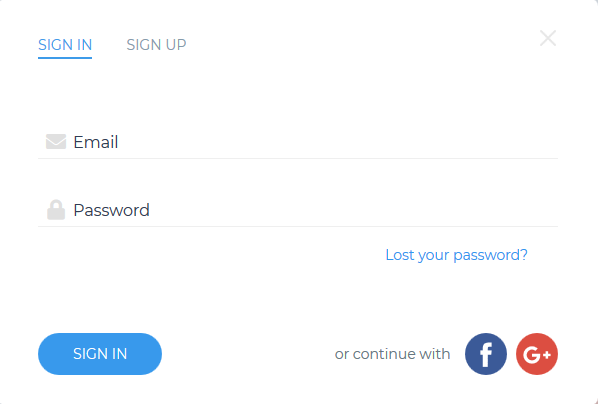 SIGN IN SIGN UP
Email
Password
Lost your password?
SIGN IN or continue with f G+